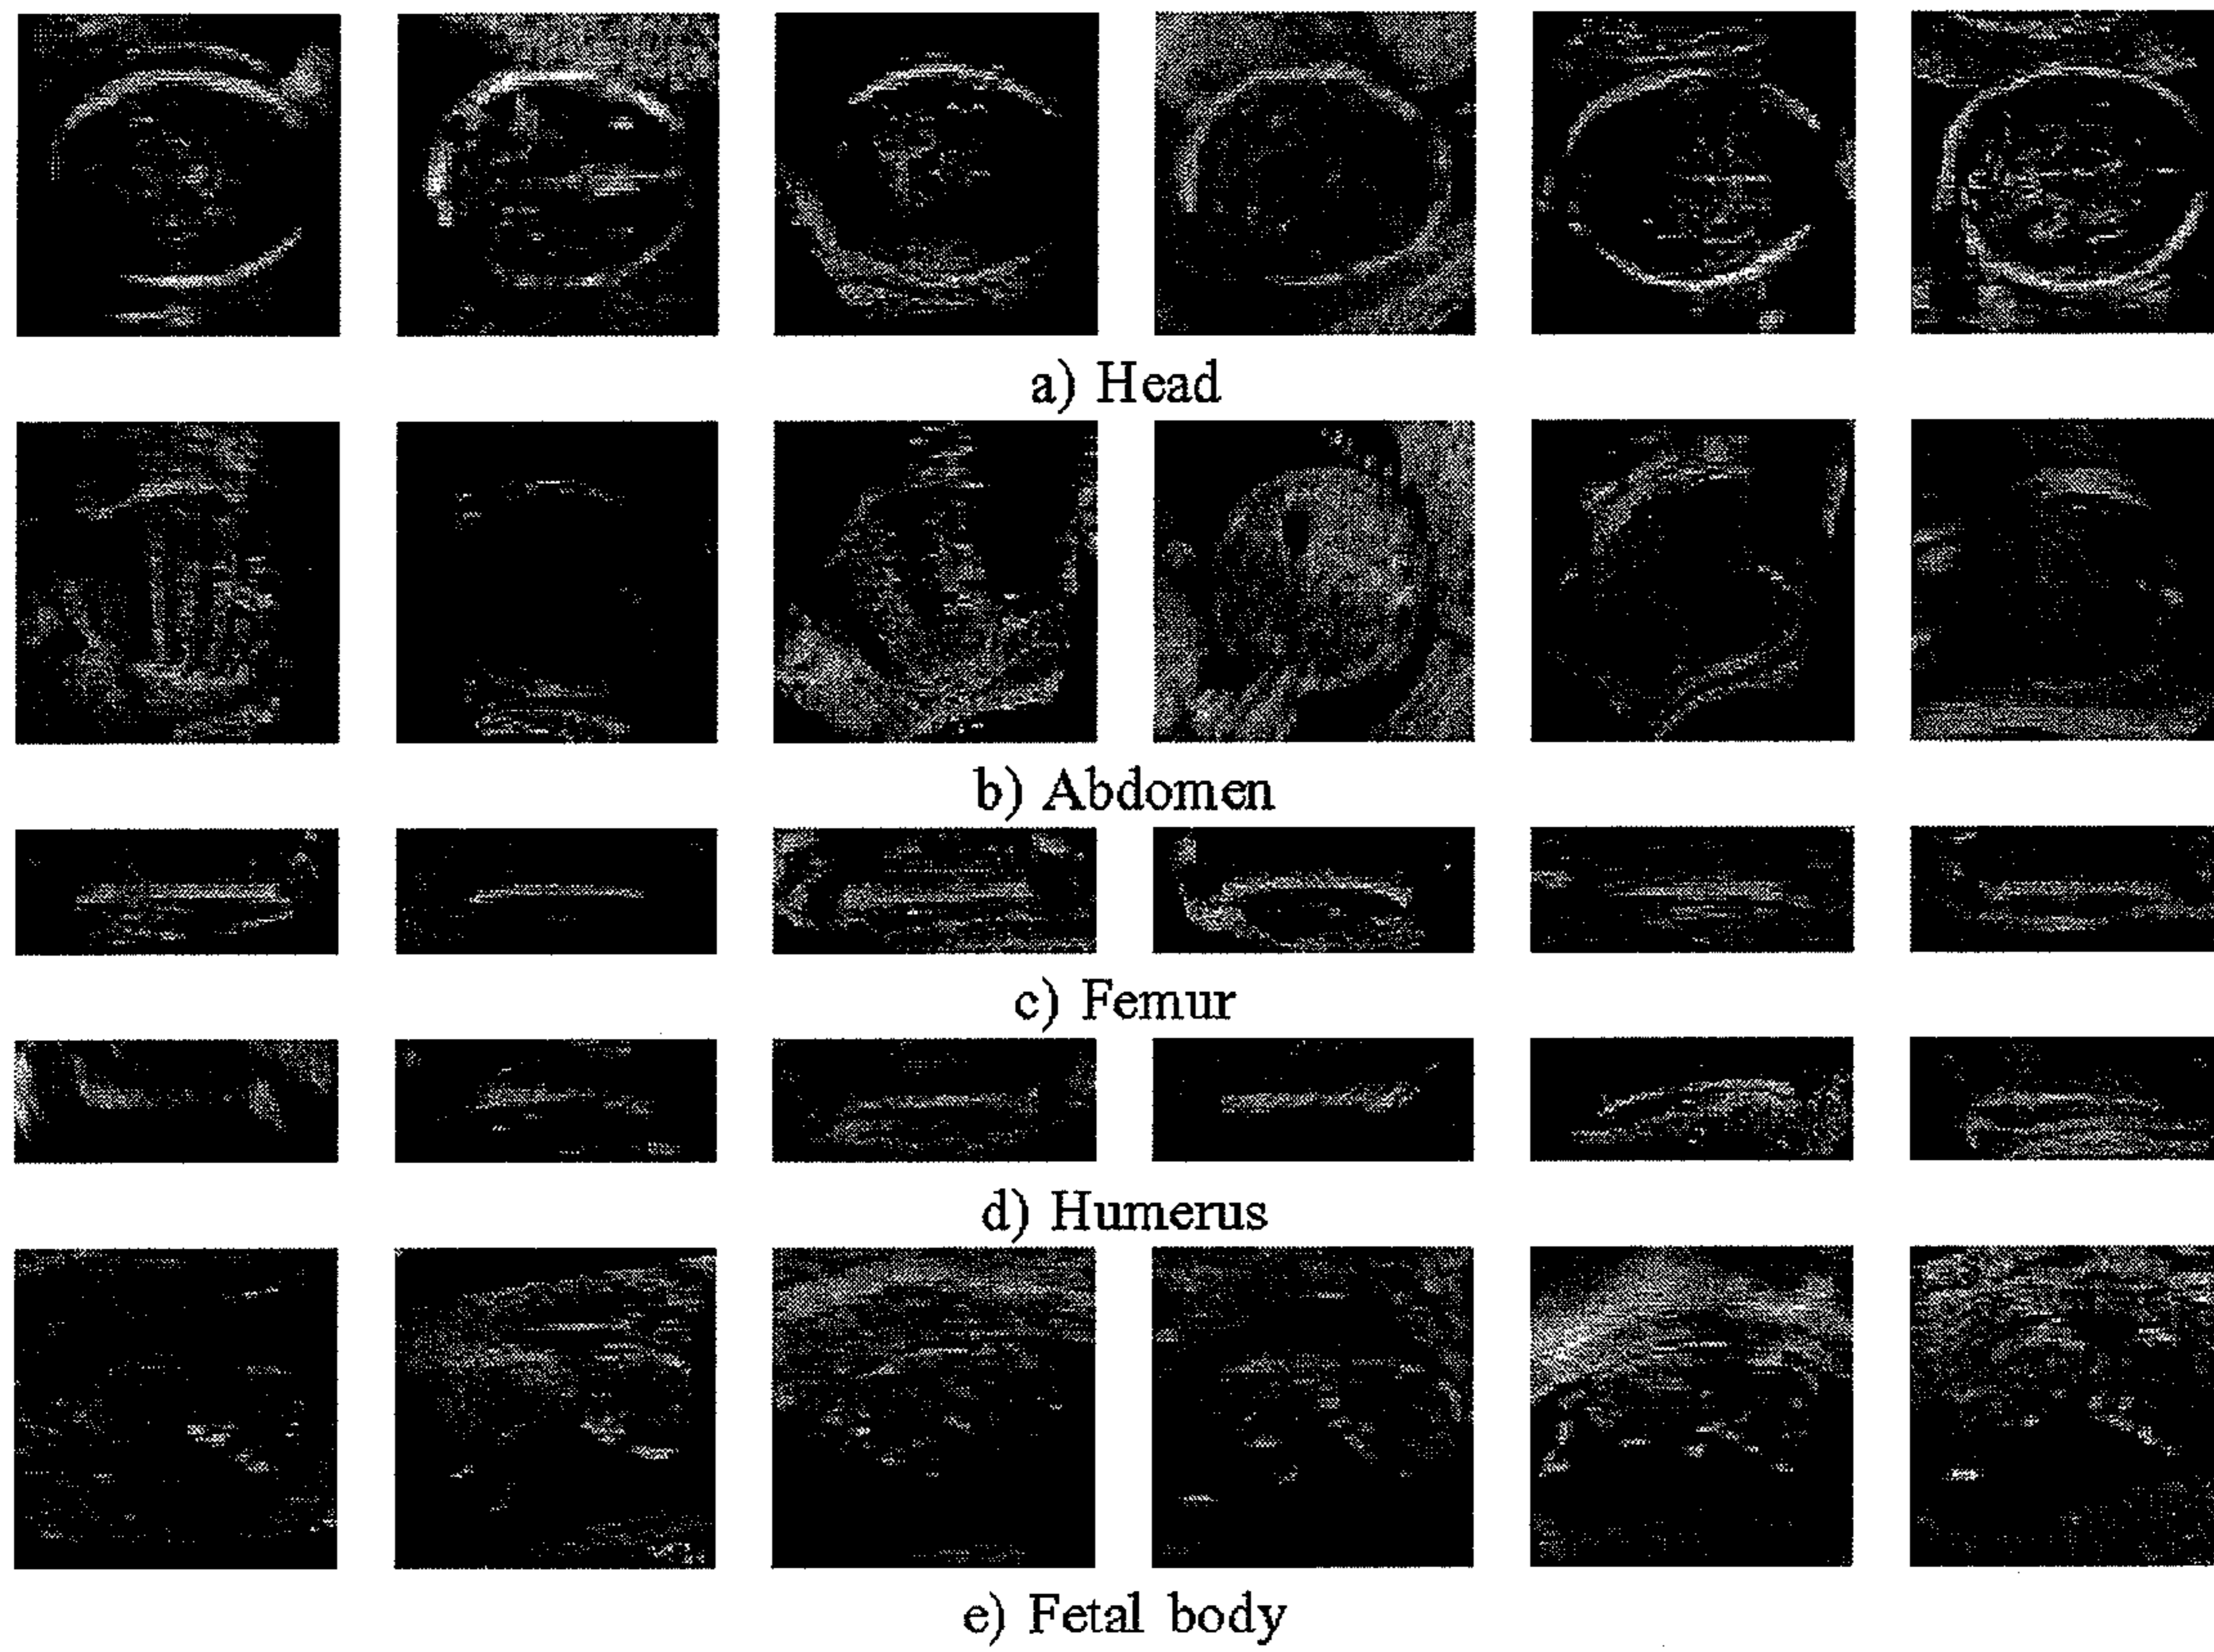 a) Head
b) Abdomen
c) Femur
d) Humerus
e) Fetal body